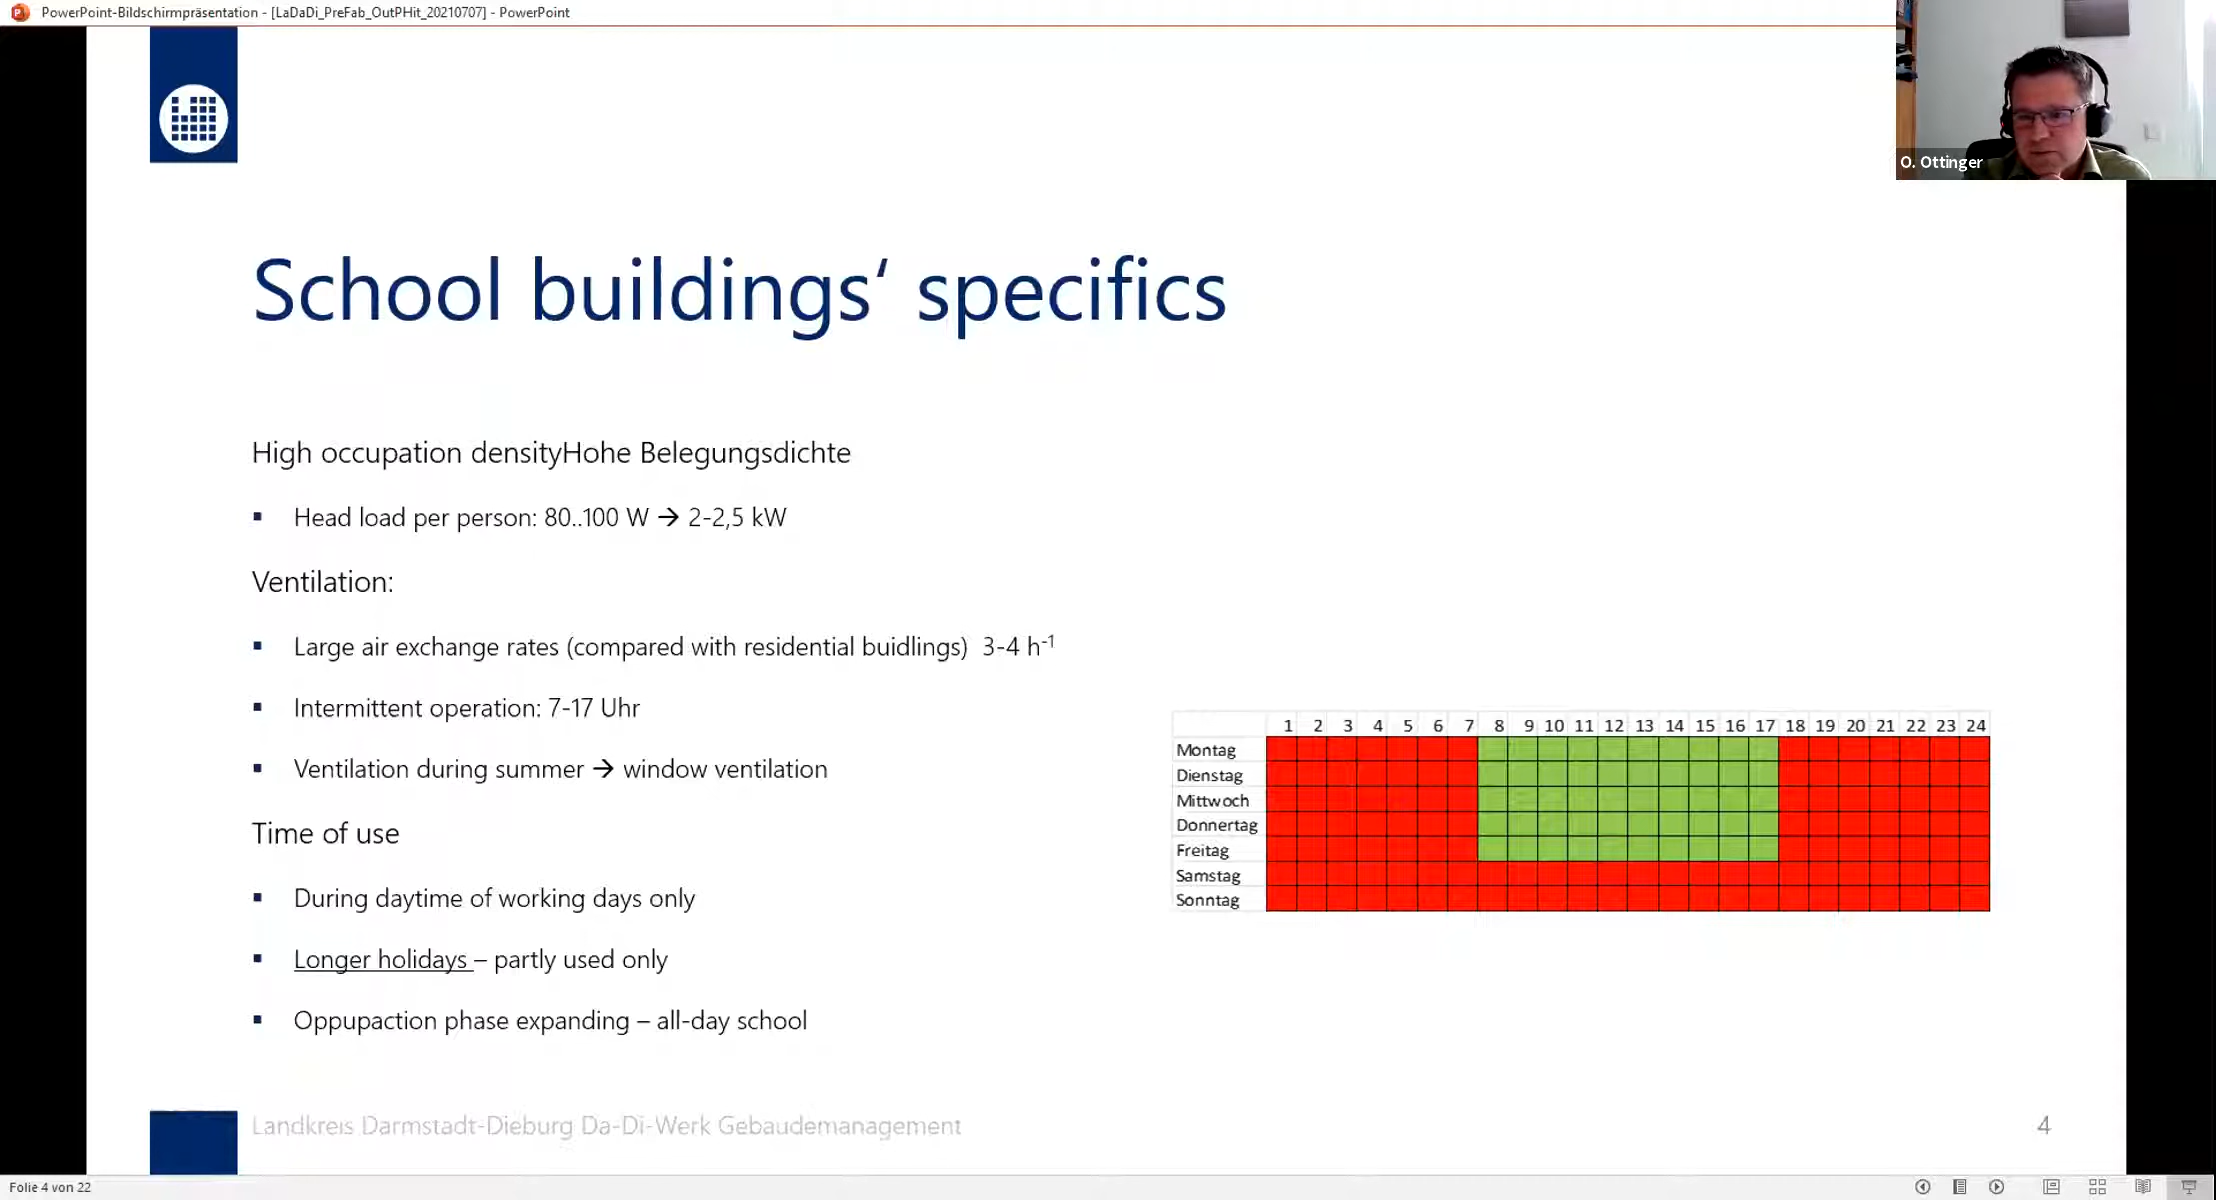 PowerPoint-Bildschirmpräsentation - [LaDaDi_PreFab_OutPHit_20210707] - PowerPoint
O. Ottinger
School buildings‘ specifics
High occupation densityHohe Belegungsdichte
▪ Head load per person: 80..100 W → 2-2,5 kW
Ventilation:
▪ Large air exchange rates (compared with residential buidlings) 3-4 h⁻¹
▪ Intermittent operation: 7-17 Uhr
▪ Ventilation during summer → window ventilation
Time of use
▪ During daytime of working days only
▪ Longer holidays – partly used only
▪ Oppupaction phase expanding – all-day school
1 2 3 4 5 6 7 8 9 10 11 12 13 14 15 16 17 18 19 20 21 22 23 24
Montag
Dienstag
Mittwoch
Donnertag
Freitag
Samstag
Sonntag
Landkreis Darmstadt-Dieburg Da-Di-Werk Gebäudemanagement
4
Folie 4 von 22